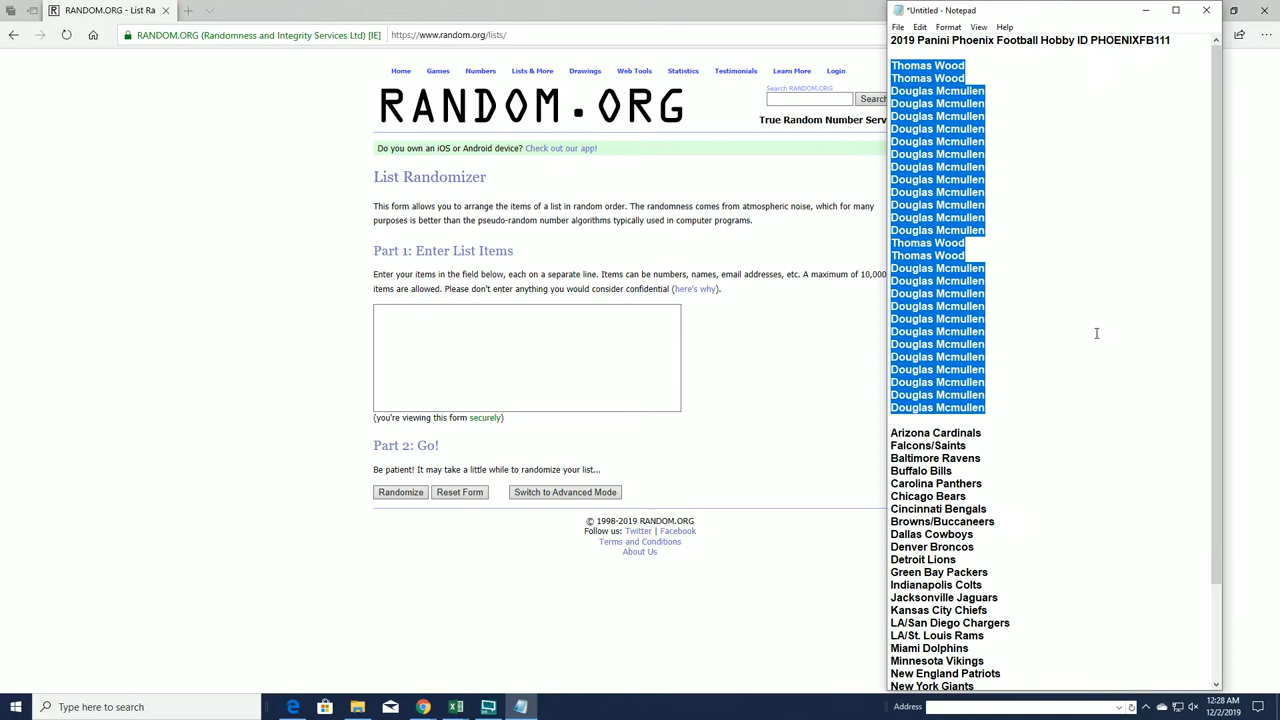 RANDOM.ORG - List Ra
RANDOM.ORG (Randomness and Integrity Services Ltd) [IE]
https://www.random.org/lists/
Home Games Numbers Lists & More Drawings Web Tools Statistics Testimonials Learn More Login
Search RANDOM.ORG
RANDOM.ORG
Search
True Random Number Serv
Do you own an iOS or Android device? Check out our app!
List Randomizer
This form allows you to arrange the items of a list in random order. The randomness comes from atmospheric noise, which for many
purposes is better than the pseudo-random number algorithms typically used in computer programs.
Part 1: Enter List Items
Enter your items in the field below, each on a separate line. Items can be numbers, names, email addresses, etc. A maximum of 10,000
items are allowed. Please don't enter anything you would consider confidential (here's why).
(you're viewing this form securely)
Part 2: Go!
Be patient! It may take a little while to randomize your list...
Randomize Reset Form Switch to Advanced Mode
© 1998-2019 RANDOM.ORG
Follow us: Twitter | Facebook
Terms and Conditions
About Us
*Untitled - Notepad
File Edit Format View Help
2019 Panini Phoenix Football Hobby ID PHOENIXFB111
Thomas Wood
Thomas Wood
Douglas Mcmullen
Douglas Mcmullen
Douglas Mcmullen
Douglas Mcmullen
Douglas Mcmullen
Douglas Mcmullen
Douglas Mcmullen
Douglas Mcmullen
Douglas Mcmullen
Douglas Mcmullen
Douglas Mcmullen
Douglas Mcmullen
Thomas Wood
Thomas Wood
Douglas Mcmullen
Douglas Mcmullen
Douglas Mcmullen
Douglas Mcmullen
Douglas Mcmullen
Douglas Mcmullen
Douglas Mcmullen
Douglas Mcmullen
Douglas Mcmullen
Douglas Mcmullen
Douglas Mcmullen
Douglas Mcmullen
Arizona Cardinals
Falcons/Saints
Baltimore Ravens
Buffalo Bills
Carolina Panthers
Chicago Bears
Cincinnati Bengals
Browns/Buccaneers
Dallas Cowboys
Denver Broncos
Detroit Lions
Green Bay Packers
Indianapolis Colts
Jacksonville Jaguars
Kansas City Chiefs
LA/San Diego Chargers
LA/St. Louis Rams
Miami Dolphins
Minnesota Vikings
New England Patriots
New York Giants
Type here to search
Address
12:28 AM
12/2/2019